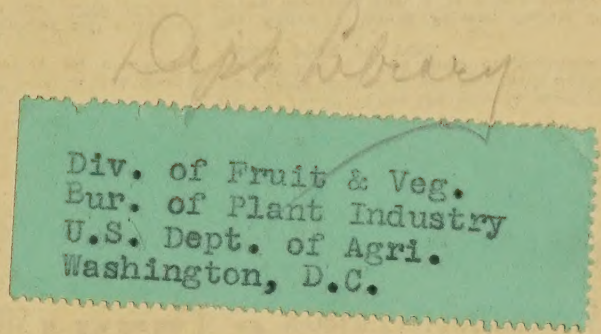 Dept Library
Div. of Fruit & Veg.
Bur. of Plant Industry
U.S. Dept. of Agri.
Washington, D.C.